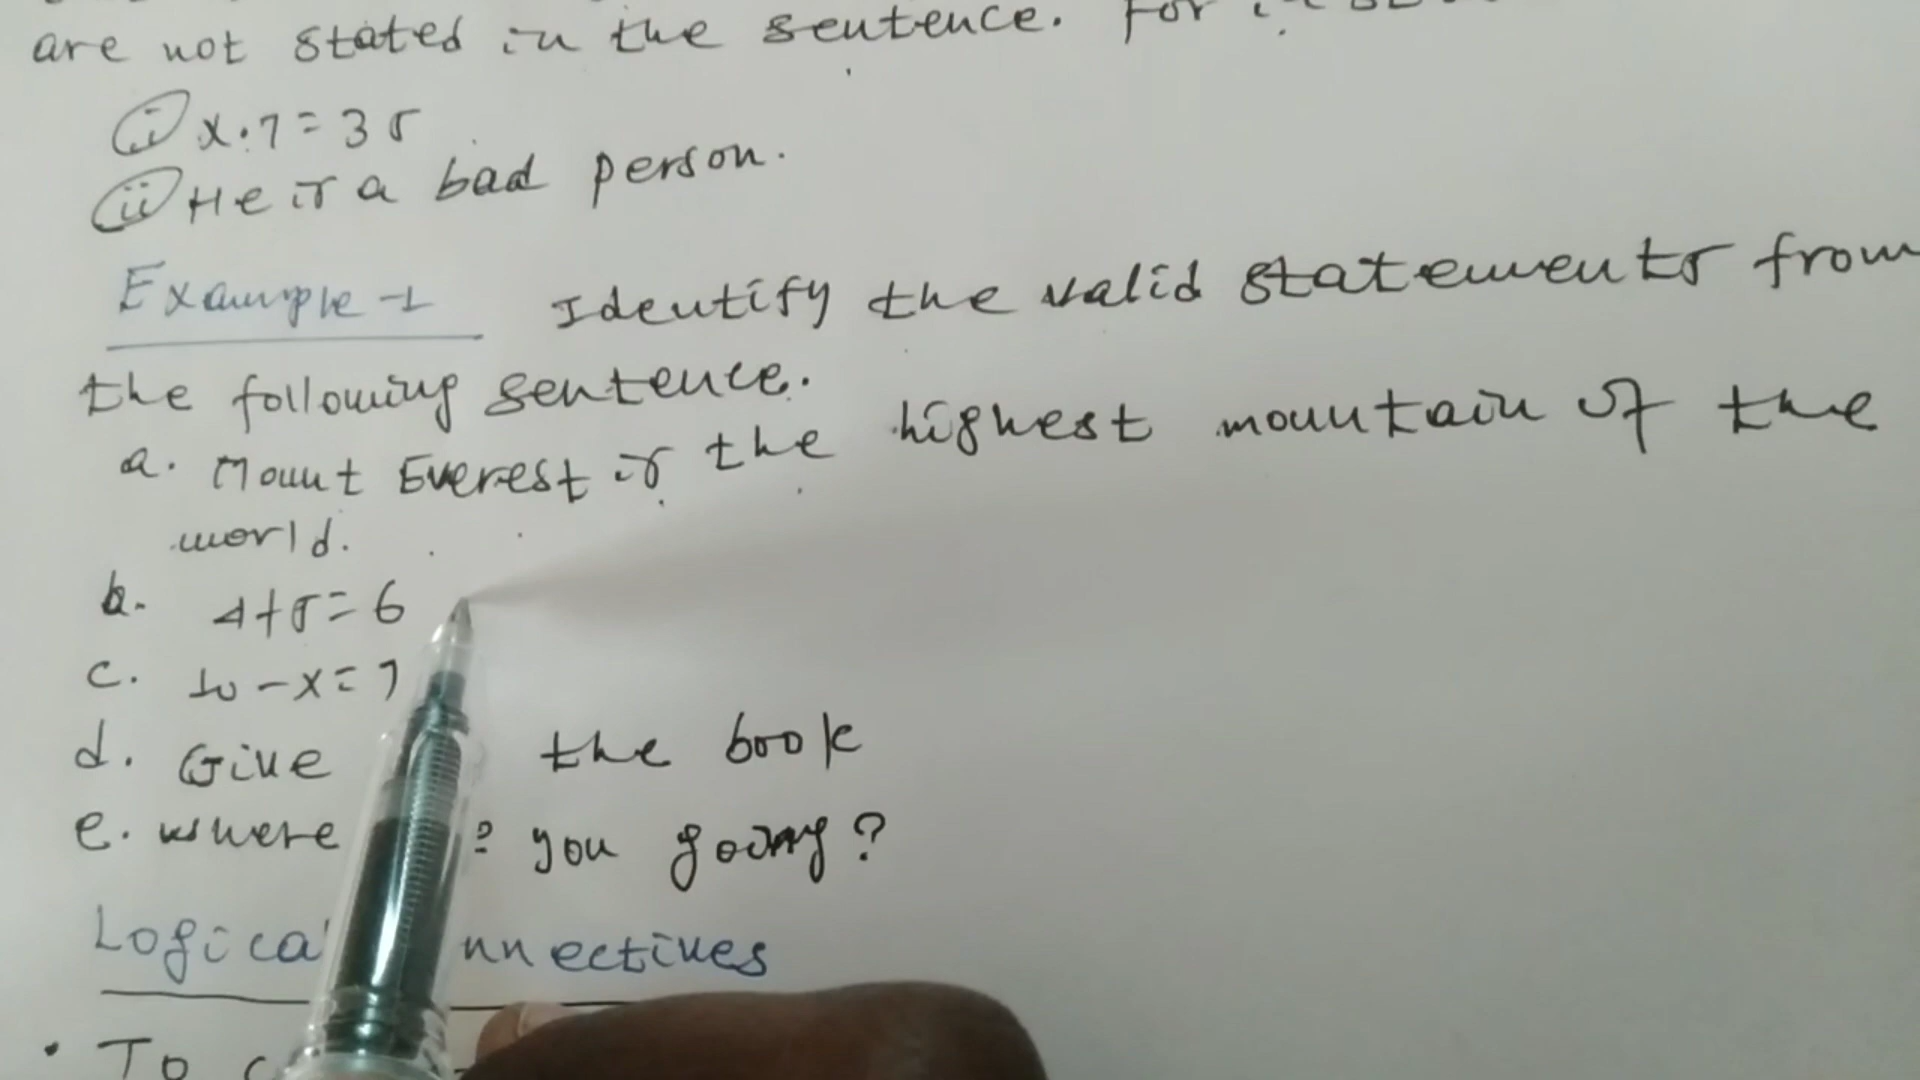 are not stated in the sentence. For
i x.7=35
ii He is a bad person.
Example-1 Identify the valid statements from
the following sentence.
a. Mount Everest is the highest mountain of the
world.
b. 4+5=6
c. 10-x=7
d. Give the book
e. where you going?
Logical
• To